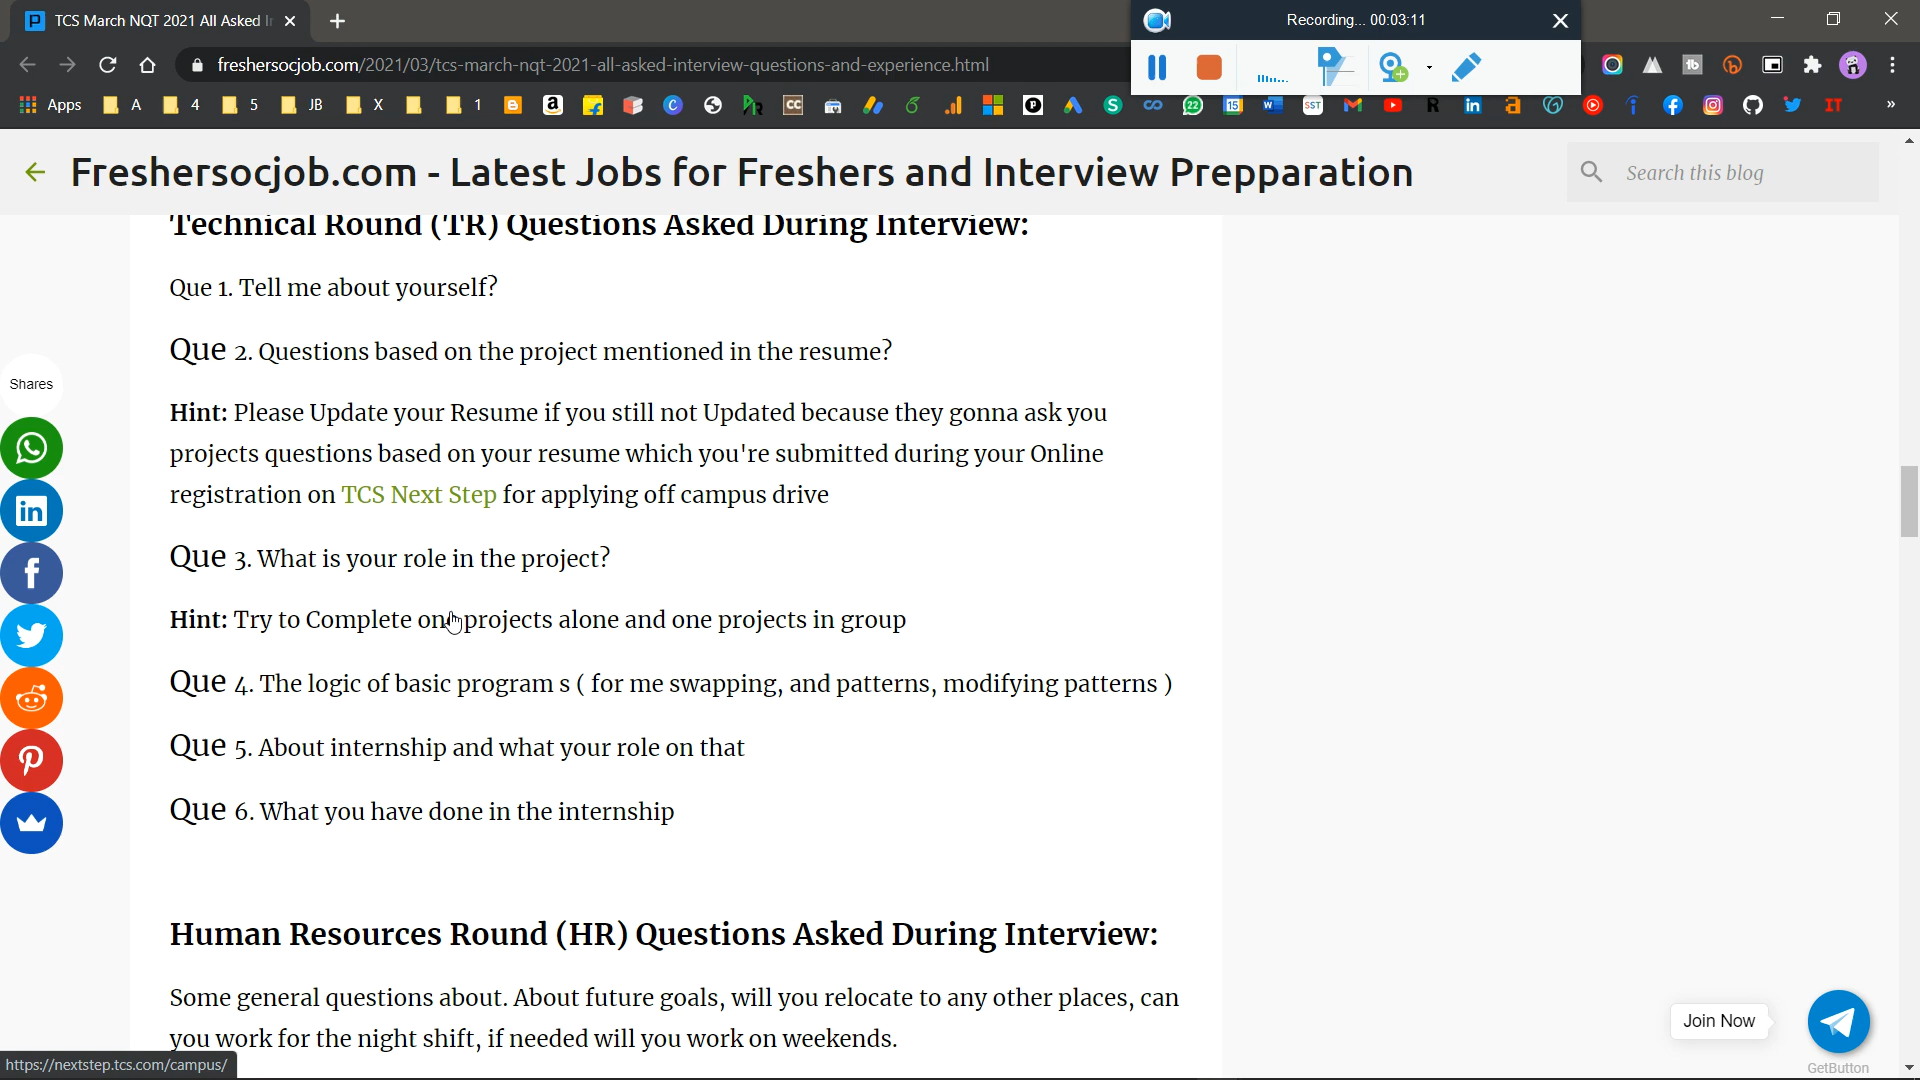 TCS March NQT 2021 All Asked I
Recording... 00:03:11
freshersocjob.com/2021/03/tcs-march-nqt-2021-all-asked-interview-questions-and-experience.html
Apps A 4 5 JB X 1
Freshersocjob.com - Latest Jobs for Freshers and Interview Prepparation
Search this blog
Technical Round (TR) Questions Asked During Interview:
Que 1. Tell me about yourself?
Que 2. Questions based on the project mentioned in the resume?
Shares
Hint: Please Update your Resume if you still not Updated because they gonna ask you
projects questions based on your resume which you're submitted during your Online
registration on TCS Next Step for applying off campus drive
Que 3. What is your role in the project?
Hint: Try to Complete one projects alone and one projects in group
Que 4. The logic of basic program s ( for me swapping, and patterns, modifying patterns )
Que 5. About internship and what your role on that
Que 6. What you have done in the internship
Human Resources Round (HR) Questions Asked During Interview:
Some general questions about. About future goals, will you relocate to any other places, can
you work for the night shift, if needed will you work on weekends.
Join Now
GetButton
https://nextstep.tcs.com/campus/